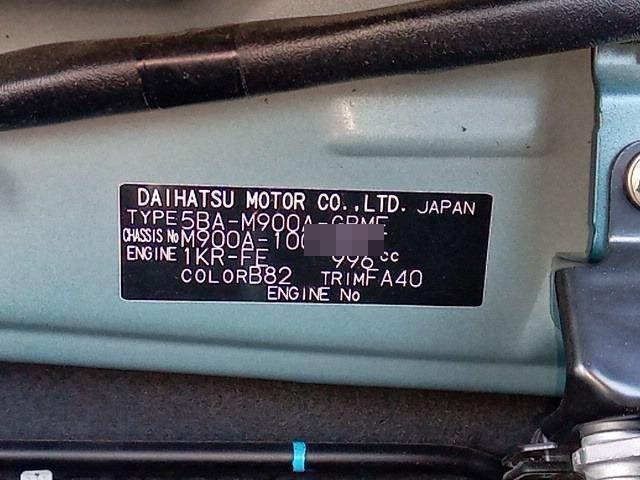 DAIHATSU MOTOR CO.,LTD. JAPAN
TYPE 5BA-M900A-GBME
CHASSIS No M900A-100
ENGINE 1KR-FE 996 cc
COLOR B82 TRIM FA40
ENGINE No